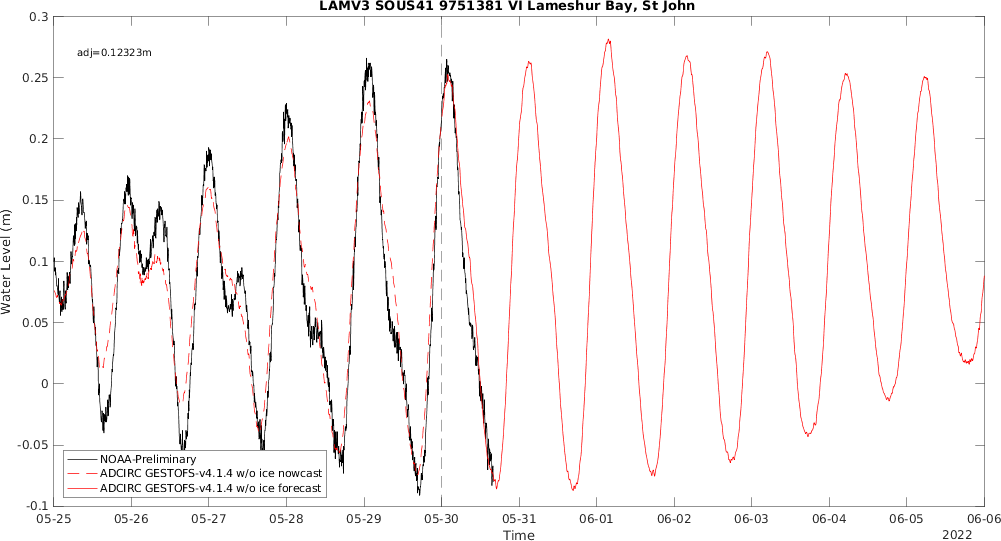 LAMV3 SOUS41 9751381 VI Lameshur Bay, St John
adj=0.12323m
0.3
0.25
0.2
0.15
0.1
0.05
0
-0.05
-0.1
Water Level (m)
NOAA-Preliminary
ADCIRC GESTOFS-v4.1.4 w/o ice nowcast
ADCIRC GESTOFS-v4.1.4 w/o ice forecast
05-25 05-26 05-27 05-28 05-29 05-30 05-31 06-01 06-02 06-03 06-04 06-05 06-06
Time
2022